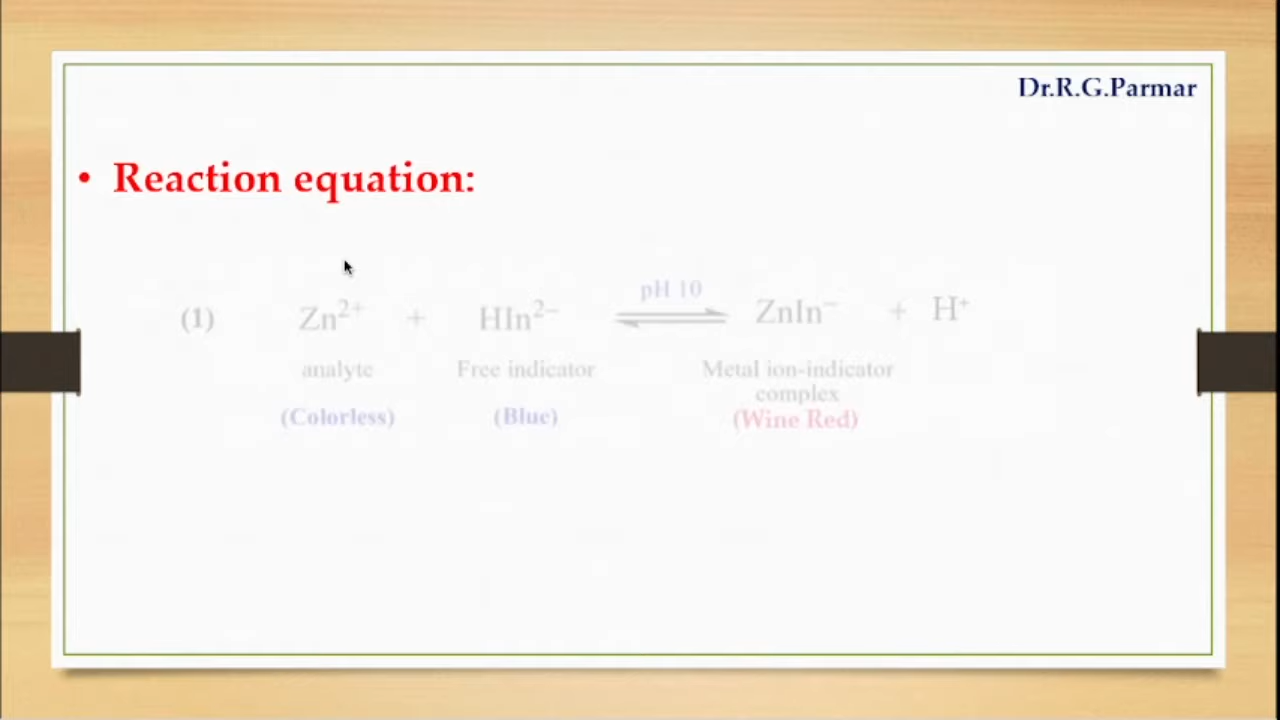 Dr.R.G.Parmar
• Reaction equation:
pH 10
(1) Zn²⁺ + HIn²⁻ ⇌ ZnIn⁻ + H⁺
analyte Free indicator Metal ion-indicator
complex
(Colorless) (Blue) (Wine Red)